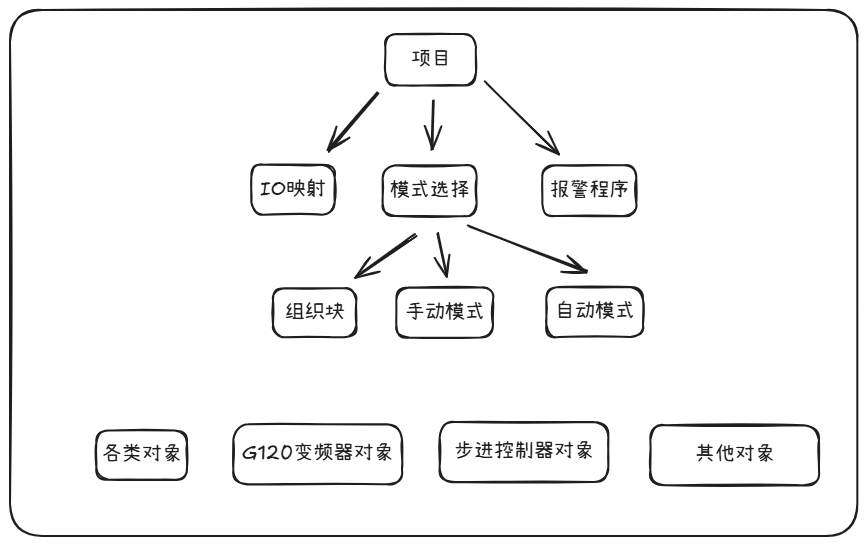 项目
IO映射
模式选择
报警程序
组织块
手动模式
自动模式
各类对象
G120变频器对象
步进控制器对象
其他对象